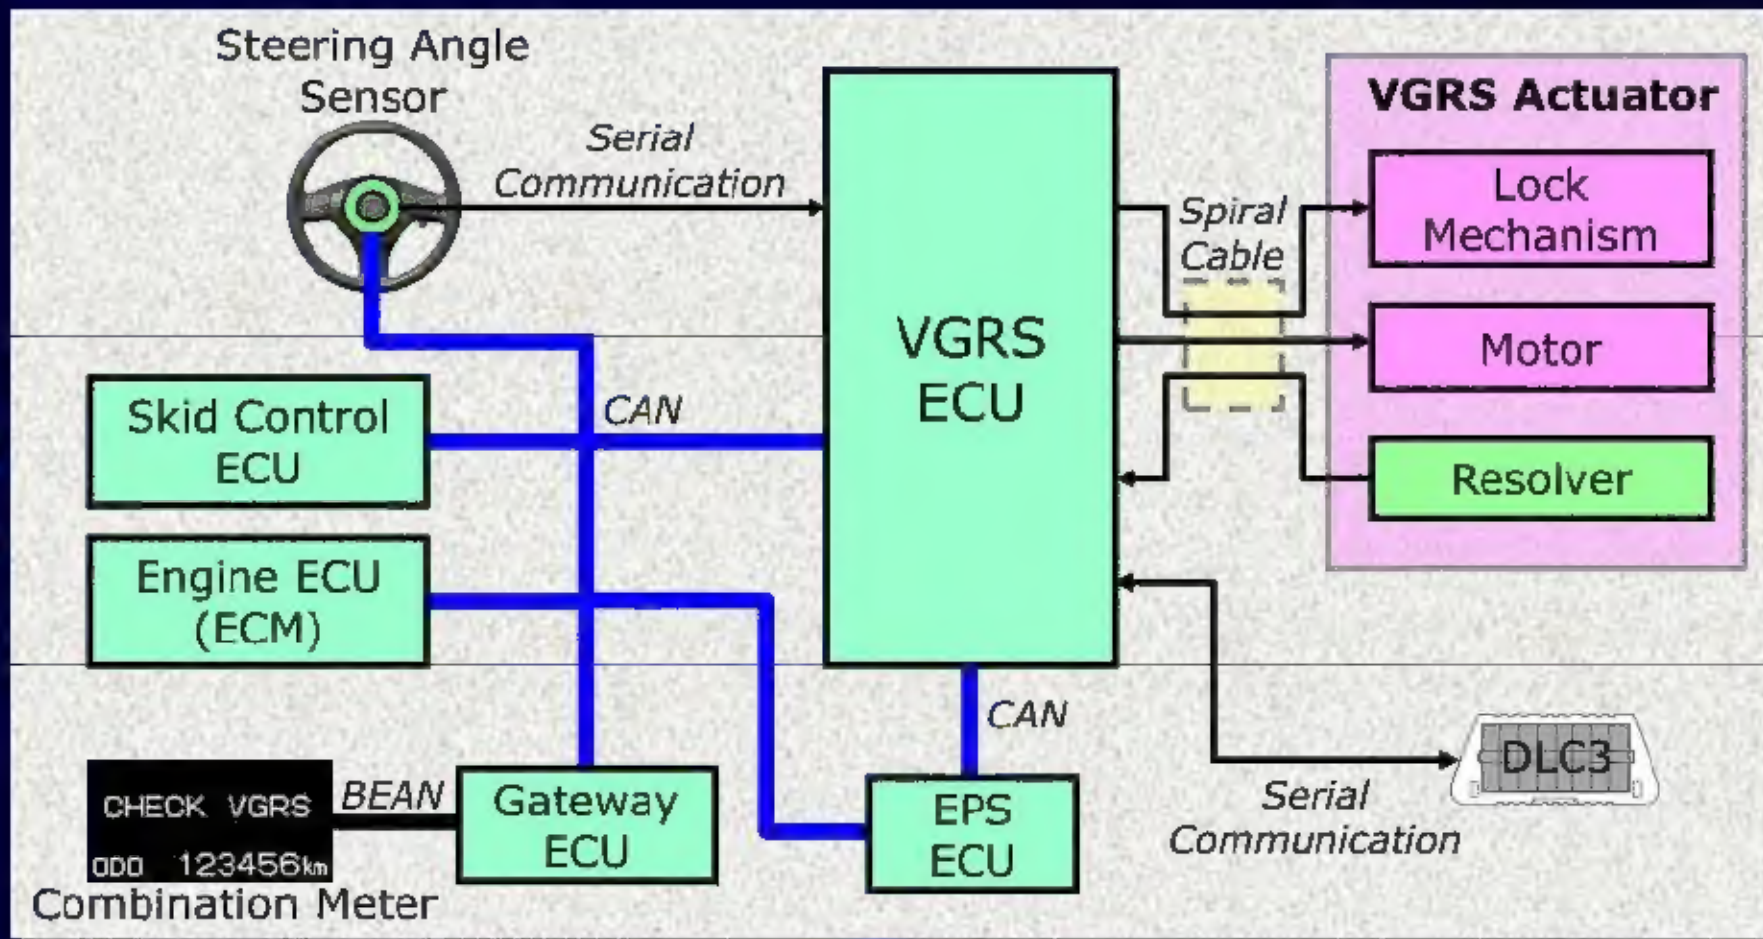 Steering Angle
Sensor
Serial
Communication
VGRS
ECU
Spiral
Cable
VGRS Actuator
Lock
Mechanism
Motor
Resolver
Skid Control
ECU
CAN
Engine ECU
(ECM)
CAN
CHECK VGRS
ODO 123456km
BEAN
Gateway
ECU
EPS
ECU
Serial
Communication
DLC3
Combination Meter